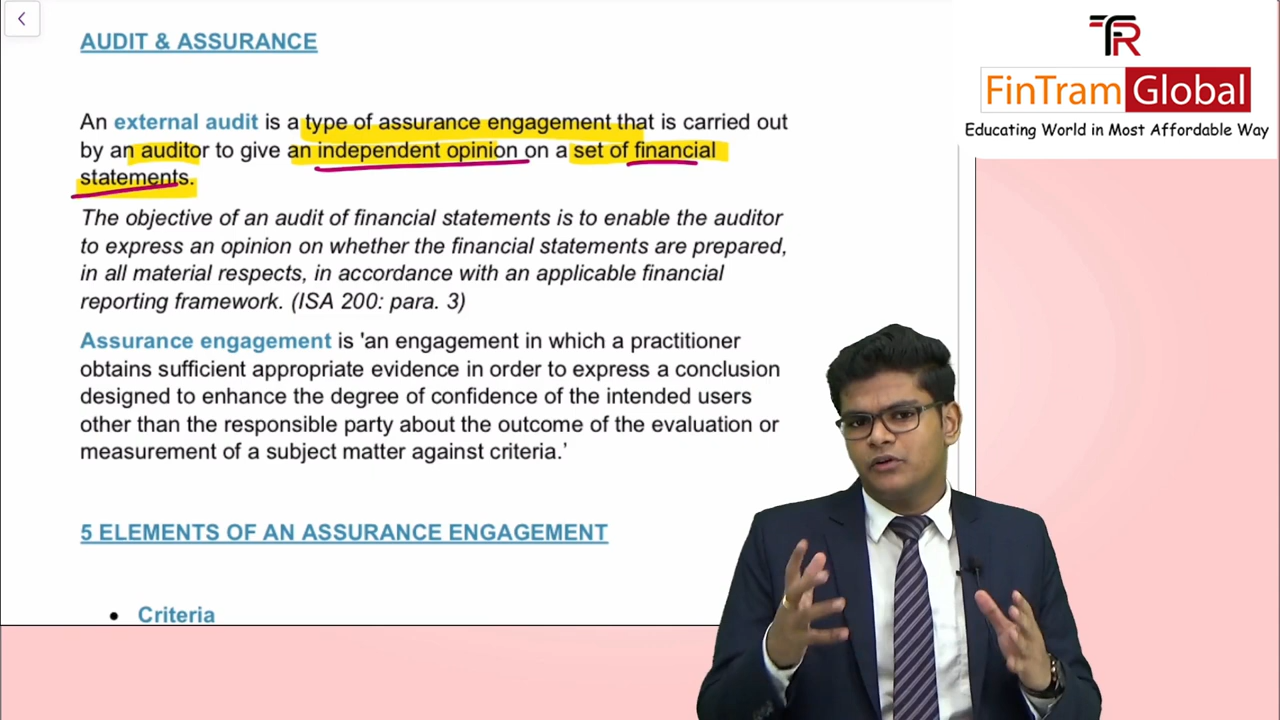 AUDIT & ASSURANCE
An external audit is a type of assurance engagement that is carried out
by an auditor to give an independent opinion on a set of financial
statements.
The objective of an audit of financial statements is to enable the auditor
to express an opinion on whether the financial statements are prepared,
in all material respects, in accordance with an applicable financial
reporting framework. (ISA 200: para. 3)
Assurance engagement is 'an engagement in which a practitioner
obtains sufficient appropriate evidence in order to express a conclusion
designed to enhance the degree of confidence of the intended users
other than the responsible party about the outcome of the evaluation or
measurement of a subject matter against criteria.’
5 ELEMENTS OF AN ASSURANCE ENGAGEMENT
• Criteria
FinTram Global
Educating World in Most Affordable Way